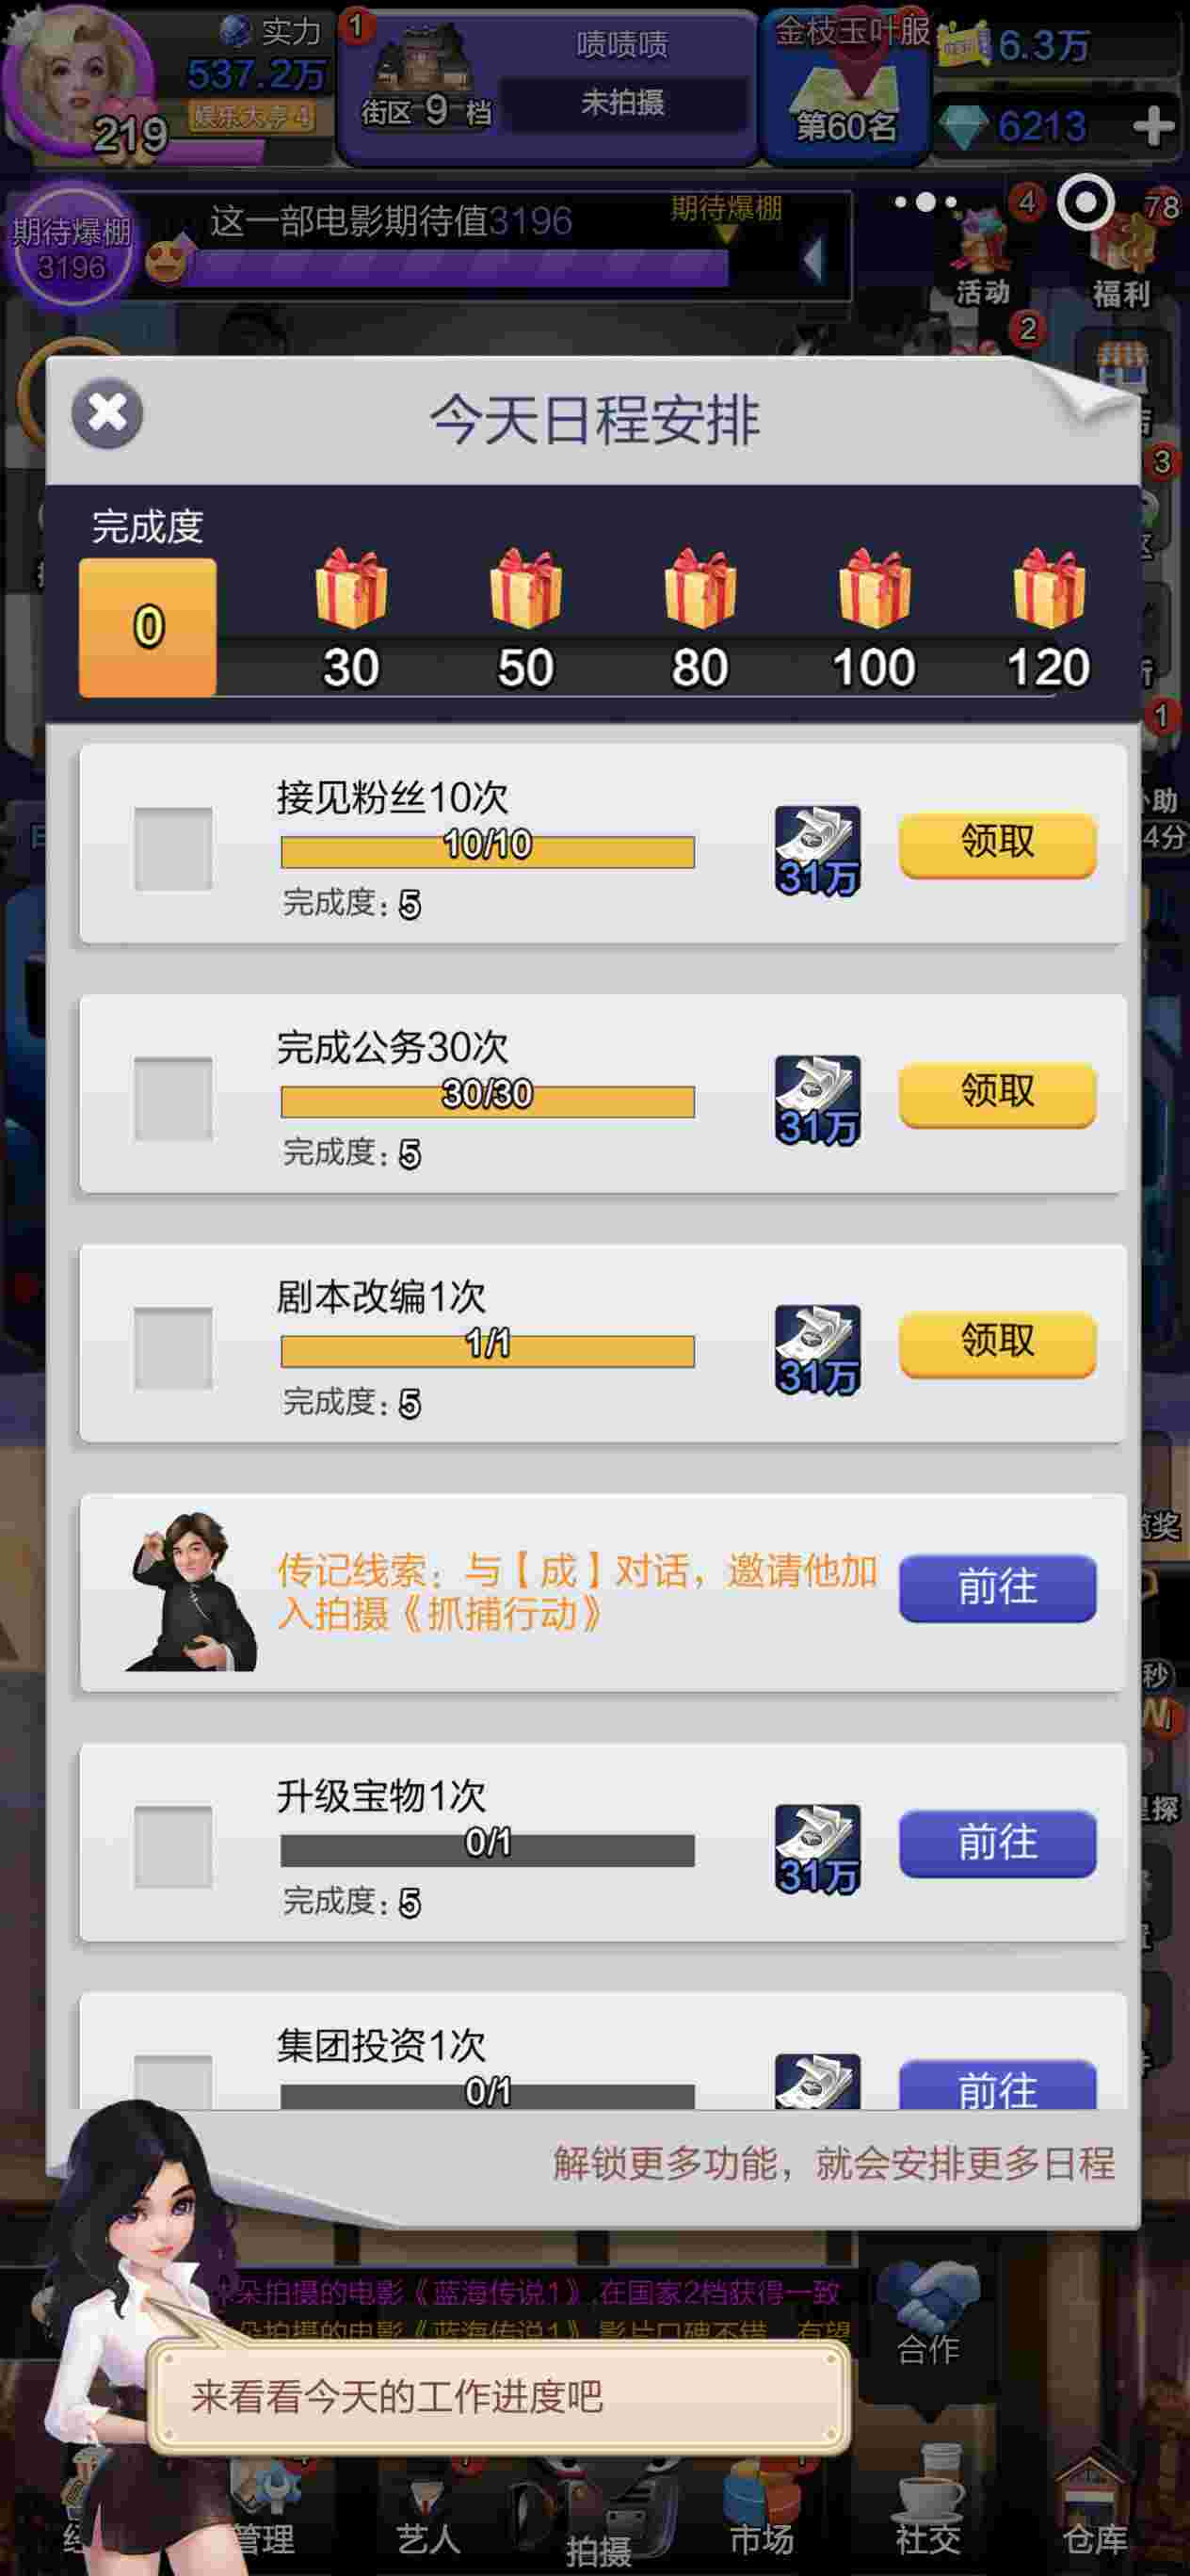 实力
537.2万
娱乐大亨4
219
1
街区 9 档
啧啧啧
未拍摄
金枝玉叶服
第60名
6.3万
6213
期待爆棚
3196
这一部电影期待值3196
期待爆棚
4
活动
78
福利
2
今天日程安排
3
完成度
0
30
50
80
100
120
1
接见粉丝10次
10/10
完成度：5
31万
领取
助
4分
完成公务30次
30/30
完成度：5
31万
领取
剧本改编1次
1/1
完成度：5
31万
领取
奖
传记线索：与【成】对话，邀请他加
入拍摄《抓捕行动》
前往
秒
升级宝物1次
0/1
完成度：5
31万
前往
探
集团投资1次
0/1
前往
解锁更多功能，就会安排更多日程
朵拍摄的电影《蓝海传说1》,在国家2档获得一致
朵拍摄的电影《蓝海传说1》,影片口碑不错，有望
合作
来看看今天的工作进度吧
管理
艺人
拍摄
市场
社交
仓库